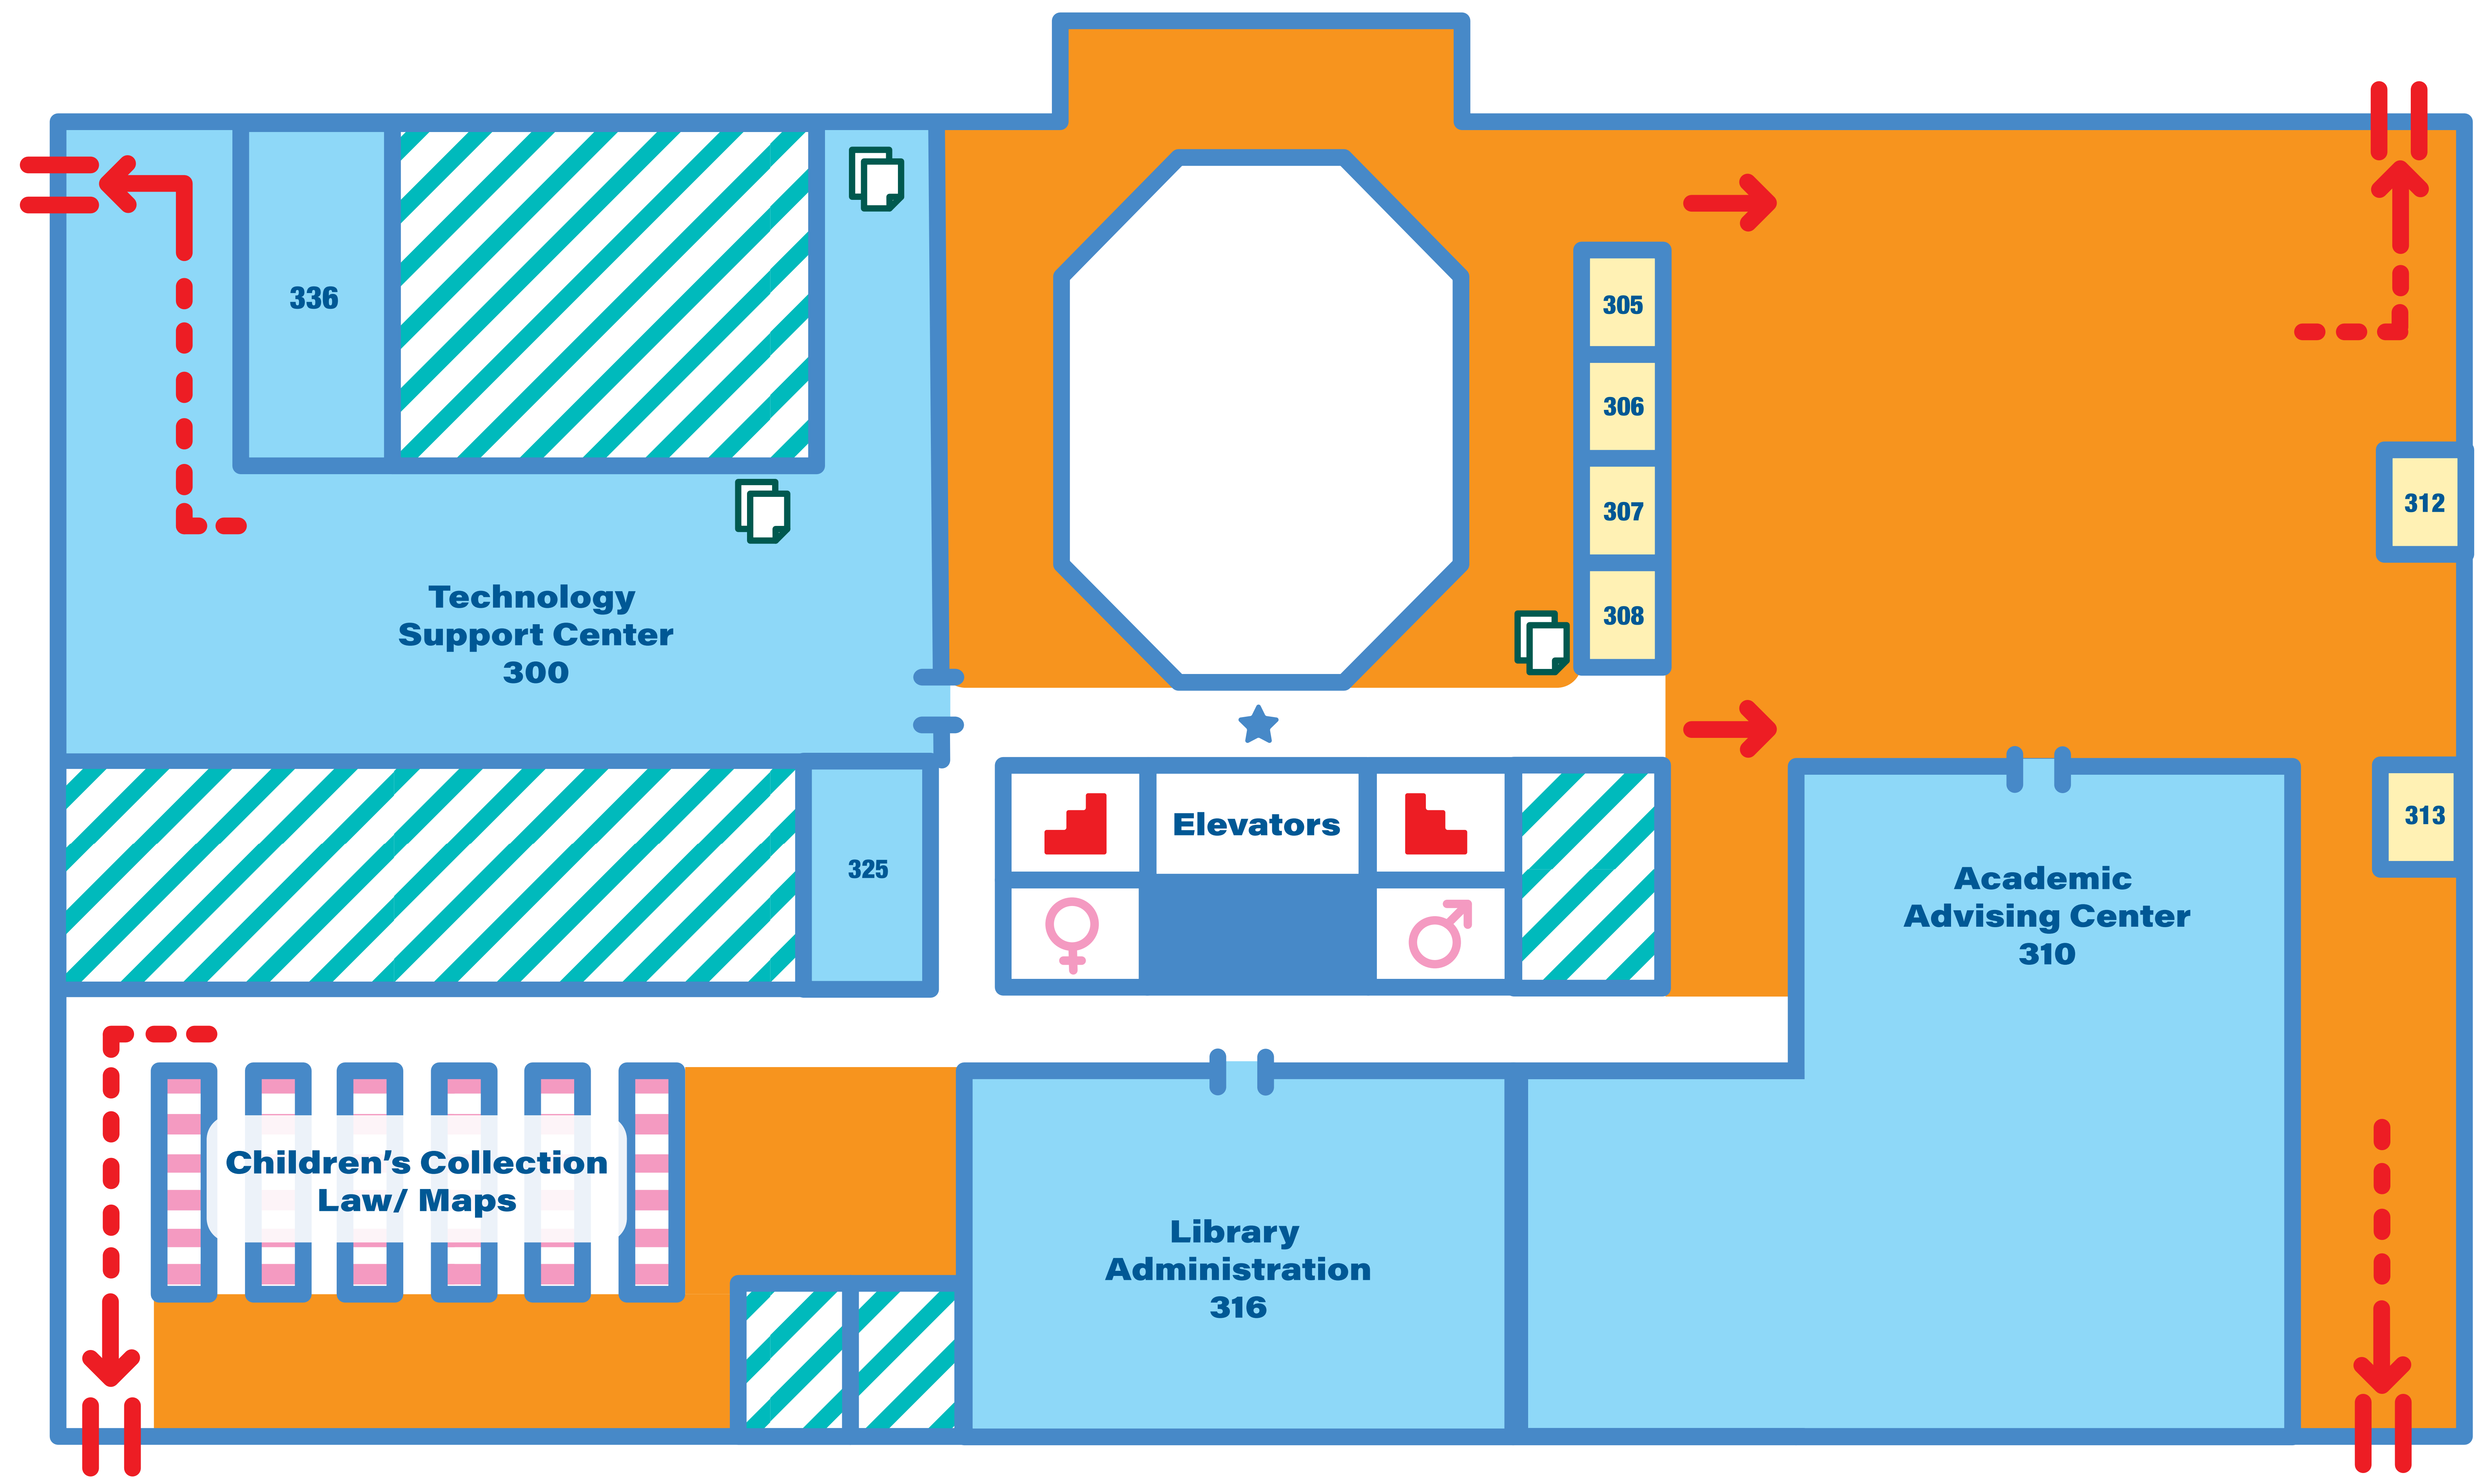 336
305
306
307
308
312
Technology
Support Center
300
Elevators
325
313
Academic
Advising Center
310
Children's Collection
Law/ Maps
Library
Administration
316